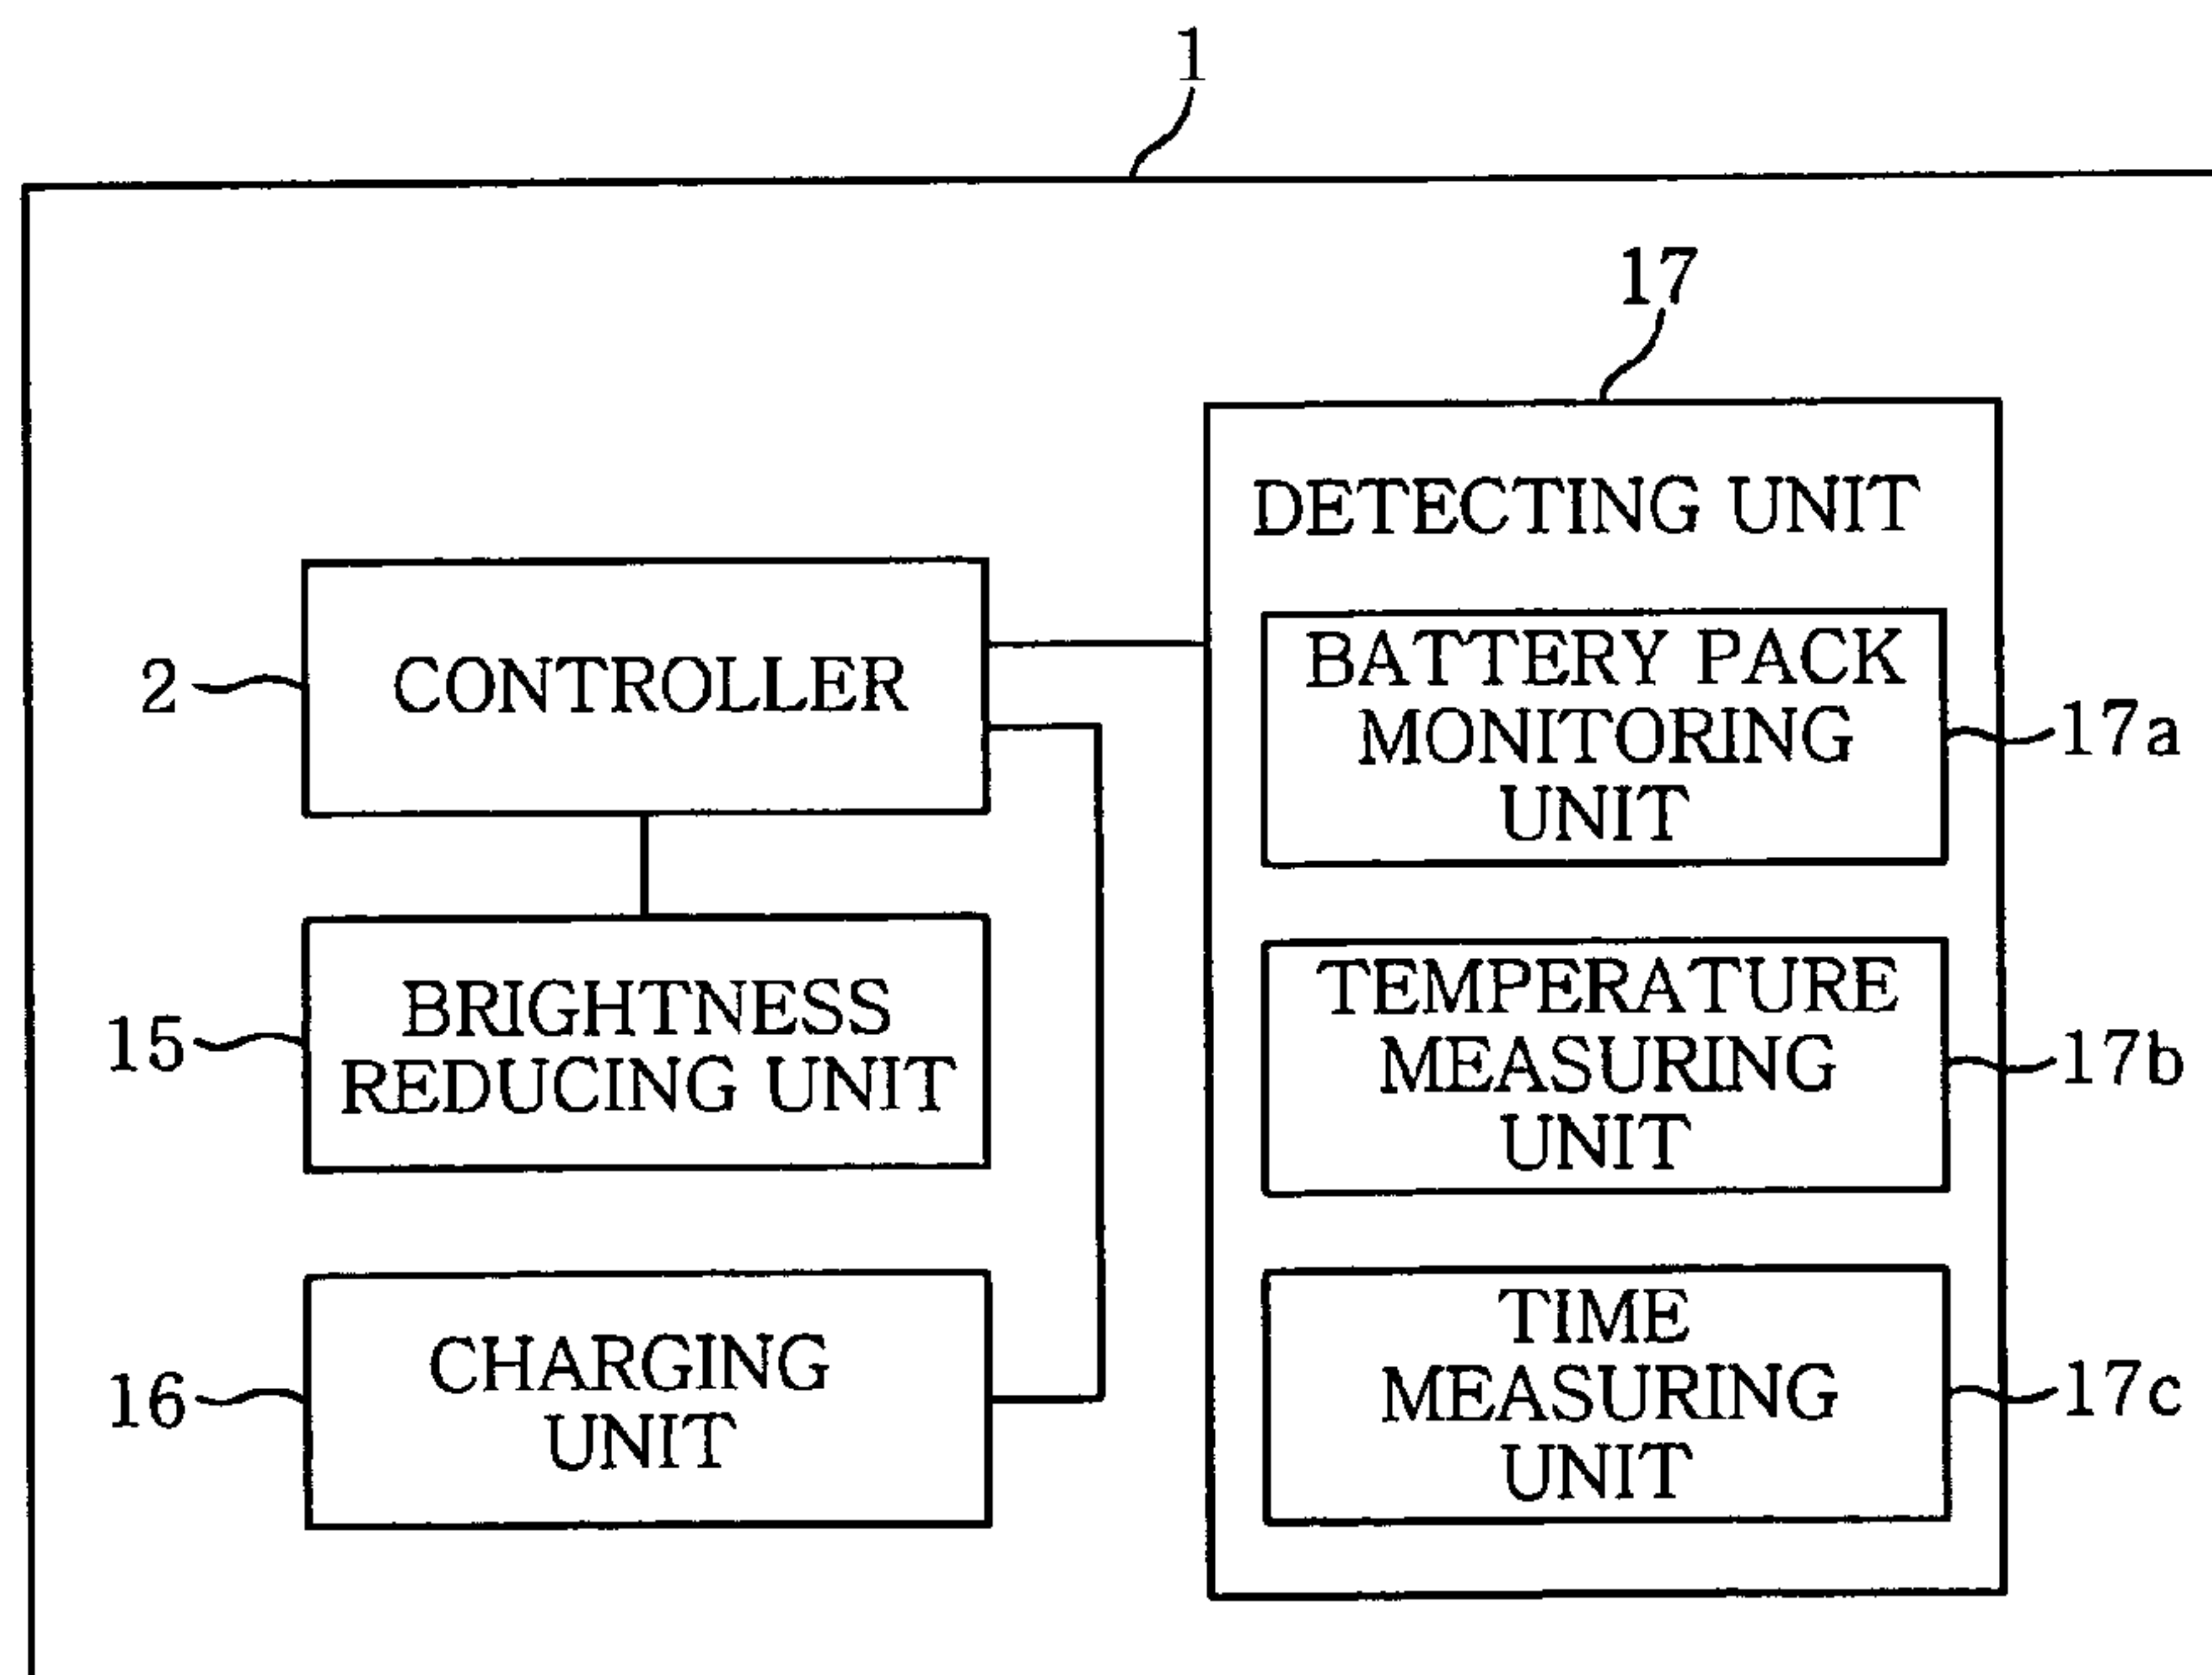 1
17
DETECTING UNIT
BATTERY PACK
MONITORING
UNIT
17a
2
CONTROLLER
TEMPERATURE
MEASURING
UNIT
17b
15
BRIGHTNESS
REDUCING UNIT
TIME
MEASURING
UNIT
17c
16
CHARGING
UNIT